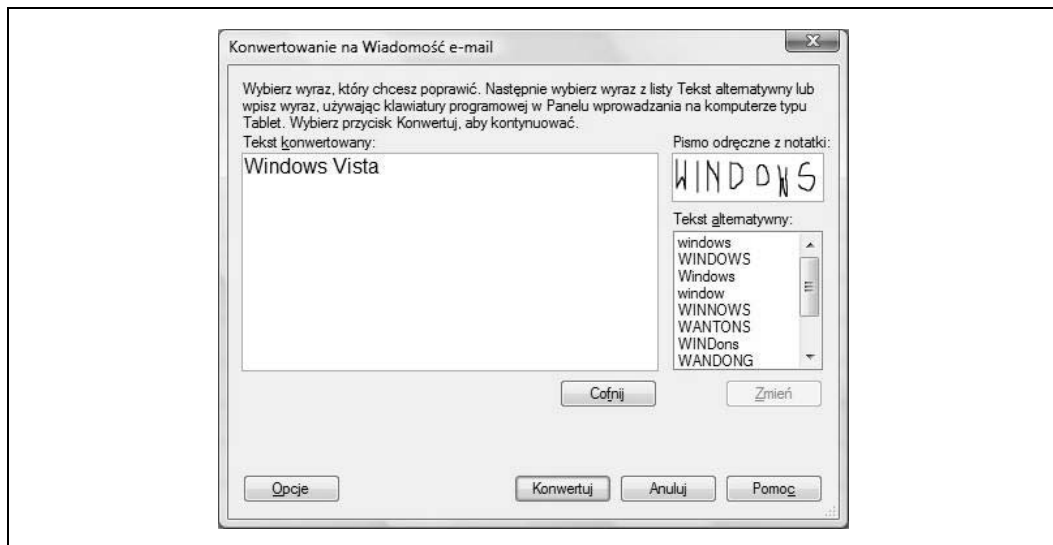 Konwertowanie na Wiadomość e-mail
Wybierz wyraz, który chcesz poprawić. Następnie wybierz wyraz z listy Tekst alternatywny lub
wpisz wyraz, używając klawiatury programowej w Panelu wprowadzania na komputerze typu
Tablet. Wybierz przycisk Konwertuj, aby kontynuować.
Tekst konwertowany:
Pismo odręczne z notatki:
Windows Vista
WINDOWS
Tekst alternatywny:
windows
WINDOWS
Windows
window
WINNOWS
WANTONS
WINDons
WANDONG
Cofnij
Zmień
Opcje
Konwertuj
Anuluj
Pomoc